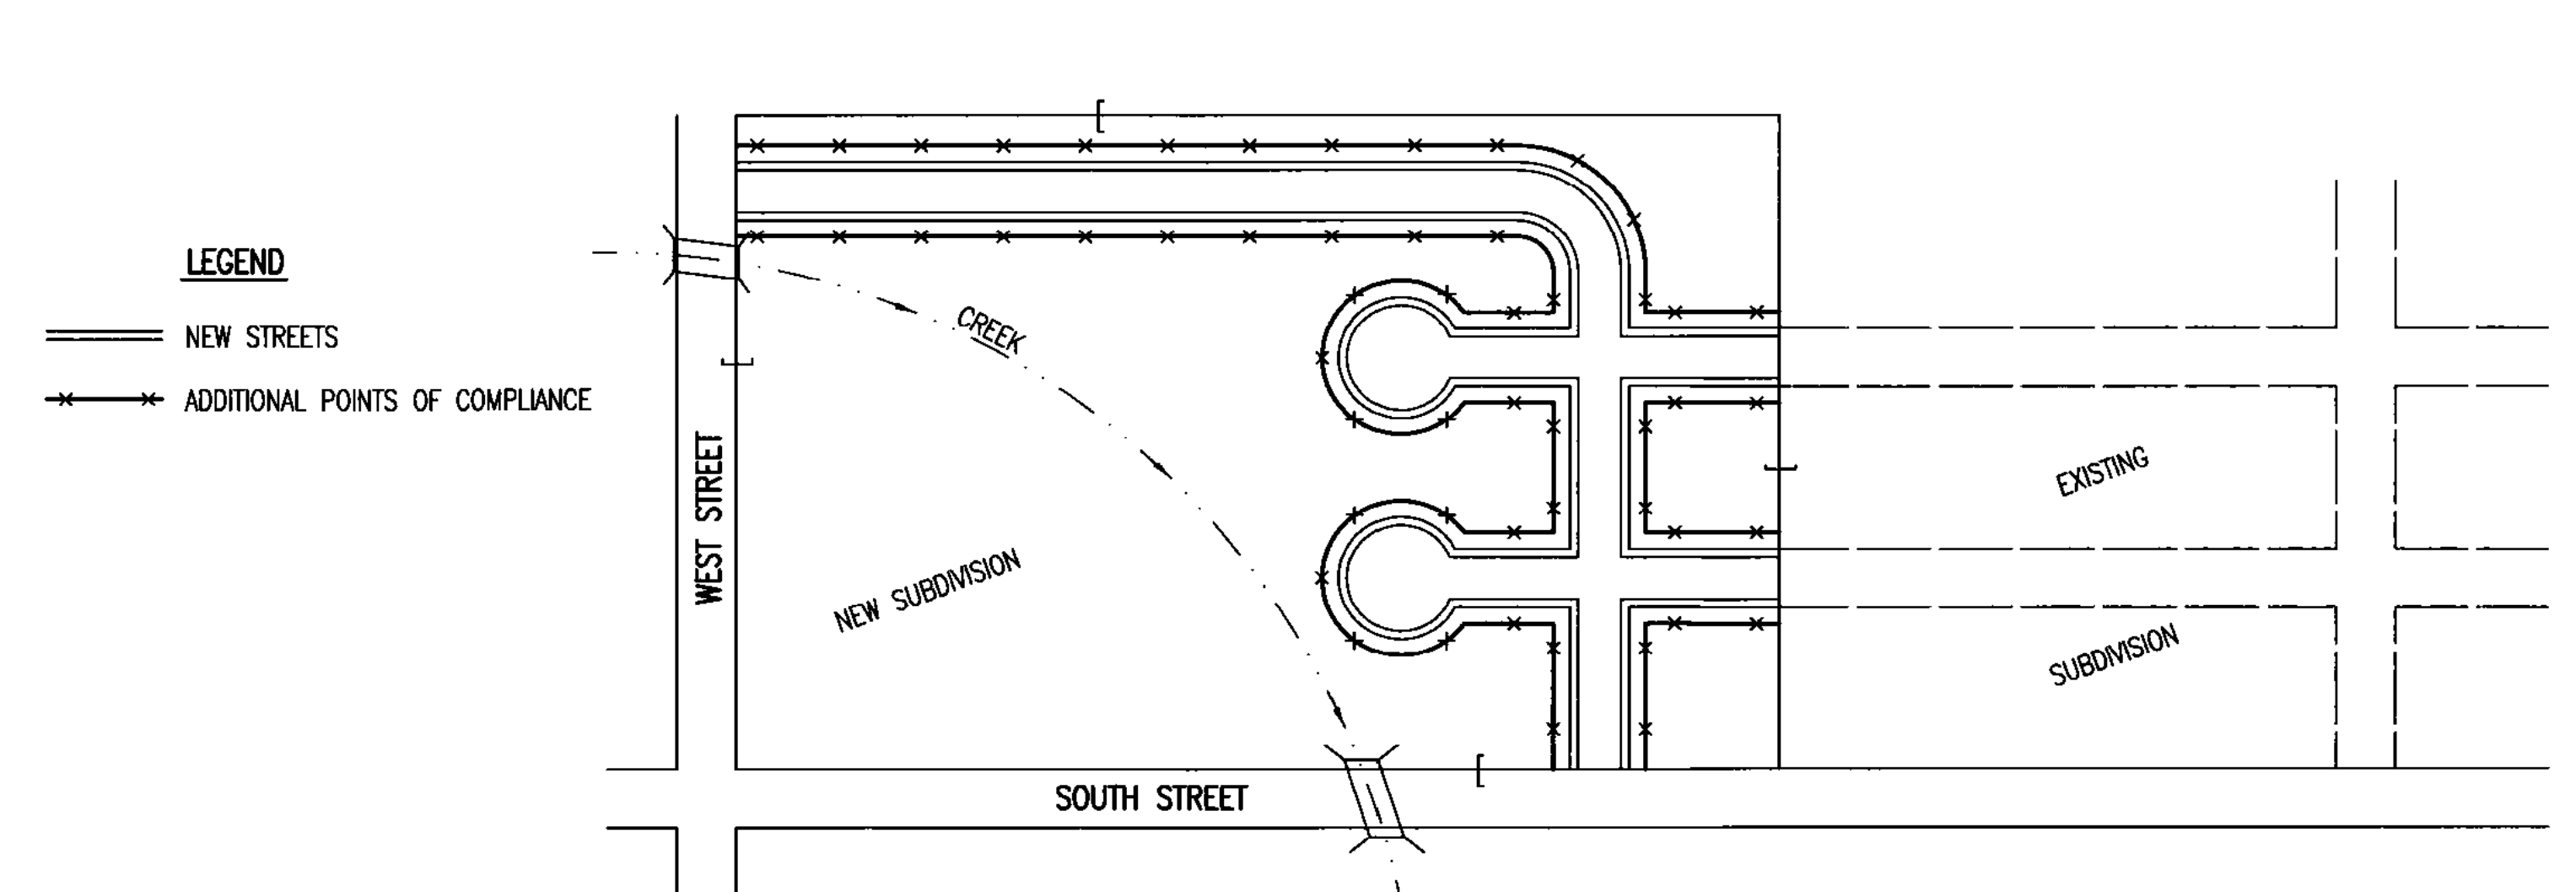 LEGEND
NEW STREETS
ADDITIONAL POINTS OF COMPLIANCE
CREEK
WEST STREET
NEW SUBDIVISION
SOUTH STREET
EXISTING
SUBDIVISION